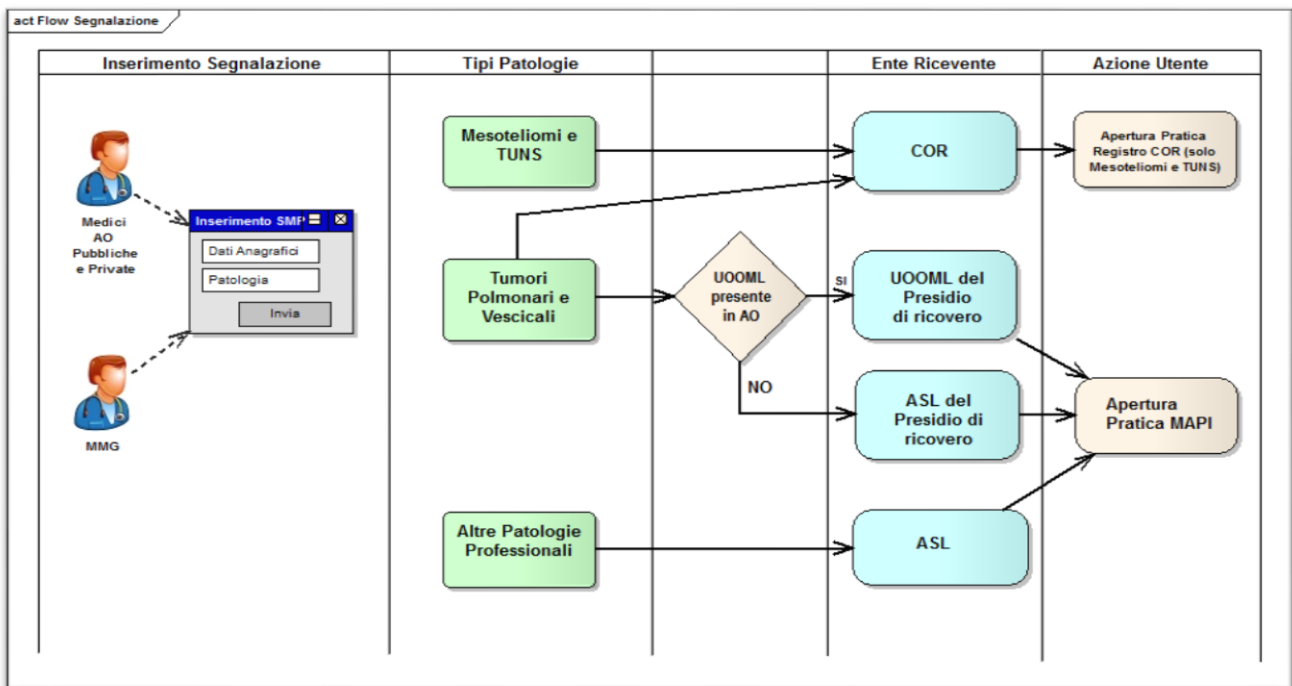 act Flow Segnalazione
Inserimento Segnalazione
Tipi Patologie
Ente Ricevente
Azione Utente
Medici
AO
Pubbliche
e Private
Inserimento SMP
Dati Anagrafici
Patologia
Invia
MMG
Mesoteliomi e
TUNS
Tumori
Polmonari e
Vescicali
Altre Patologie
Professionali
UOOML
presente
in AO
SI
NO
COR
UOOML del
Presidio
di ricovero
ASL del
Presidio di
ricovero
ASL
Apertura Pratica
Registro COR (solo
Mesoteliomi e TUNS)
Apertura
Pratica MAPI